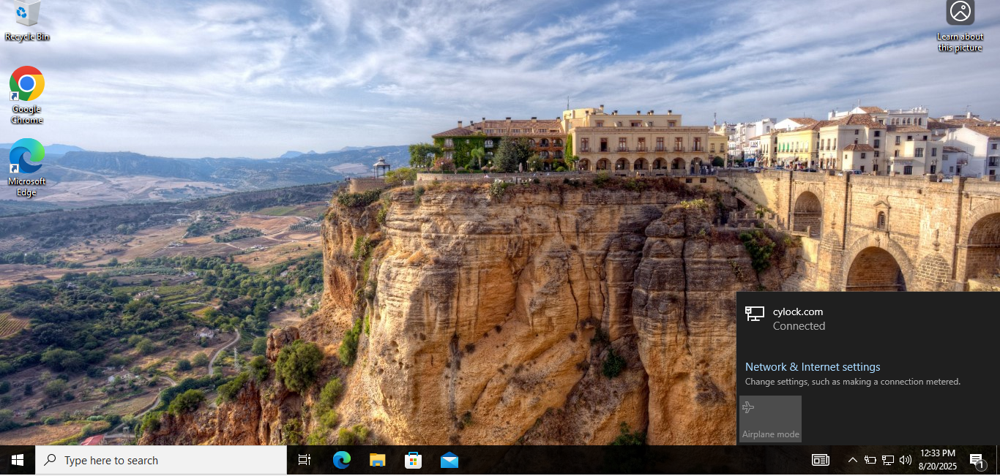 Recycle Bin
Learn about
this picture
Google
Chrome
Microsoft
Edge
cylock.com
Connected
Network & Internet settings
Change settings, such as making a connection metered.
Airplane mode
Type here to search
12:33 PM
8/20/2025
1